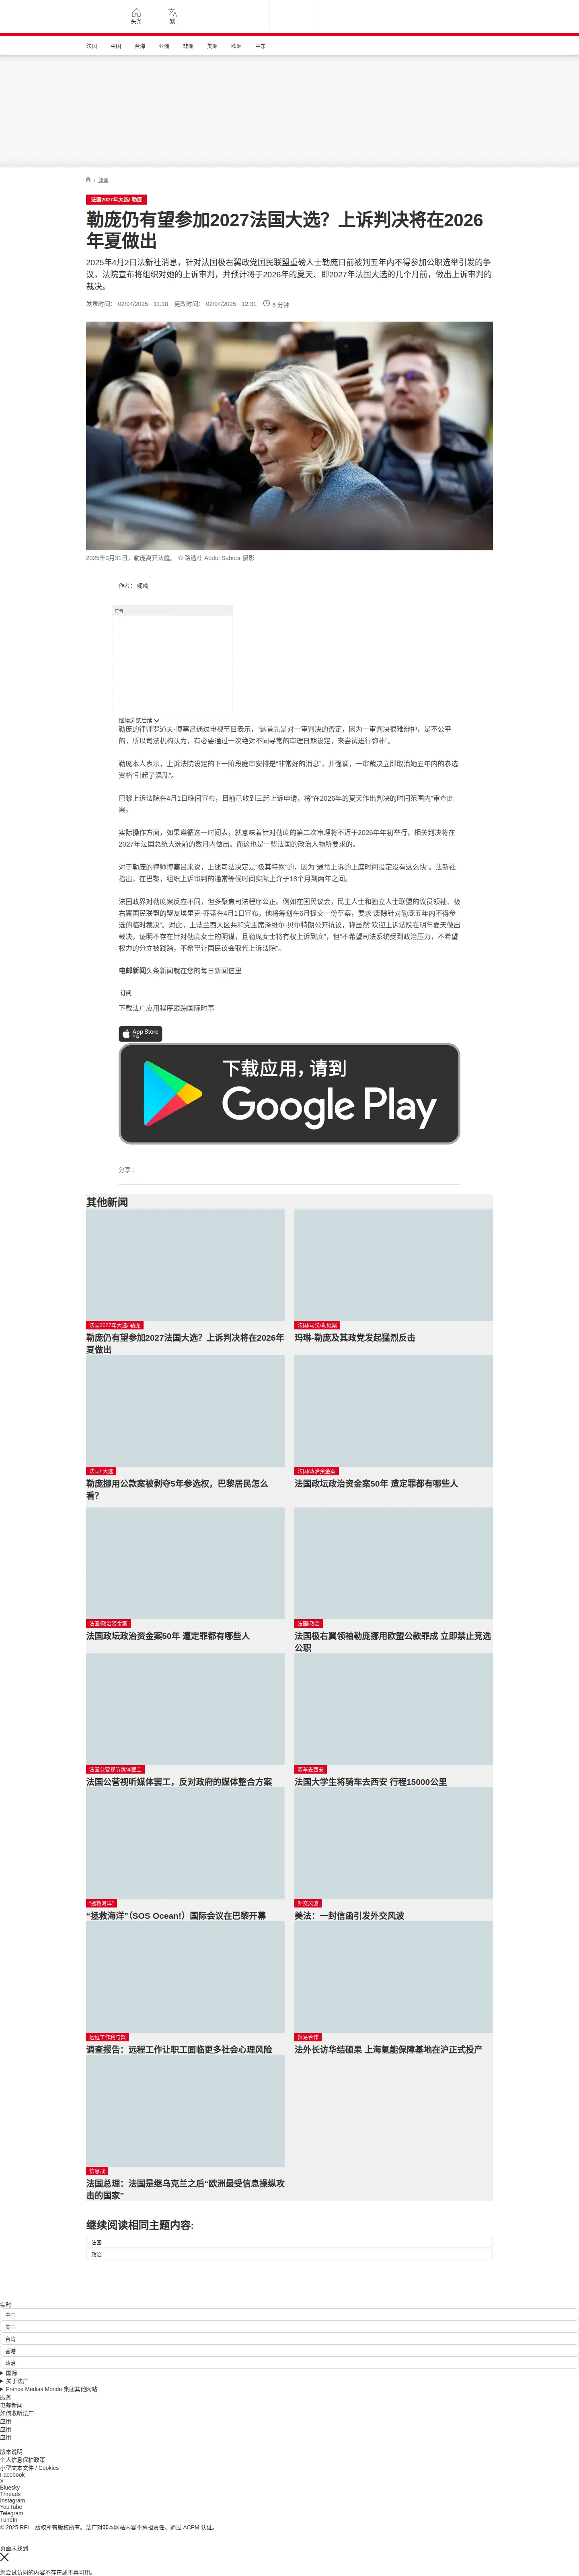 头条
繁
法国
中国
台海
亚洲
非洲
美洲
欧洲
中东
/ 法国
法国2027年大选/ 勒庞
勒庞仍有望参加2027法国大选？上诉判决将在2026
年夏做出
2025年4月2日法新社消息，针对法国极右翼政党国民联盟重磅人士勒庞日前被判五年内不得参加公职选举引发的争
议，法院宣布将组织对她的上诉审判，并预计将于2026年的夏天、即2027年法国大选的几个月前，做出上诉审判的
裁决。
发表时间： 02/04/2025 - 11:18 更改时间： 02/04/2025 - 12:31 5 分钟
2025年3月31日，勒庞离开法庭。 © 路透社 Abdul Saboor 摄影
作者： 呢喃
广告
继续浏览后续
勒庞的律师罗道夫·博塞吕通过电视节目表示，“这首先是对一审判决的否定，因为一审判决很难辩护，是不公平
的，所以司法机构认为，有必要通过一次绝对不同寻常的审理日期设定，来尝试进行弥补”。
勒庞本人表示，上诉法院设定的下一阶段庭审安排是“非常好的消息”，并强调，一审裁决立即取消她五年内的参选
资格“引起了混乱”。
巴黎上诉法院在4月1日晚间宣布，目前已收到三起上诉申请，将“在2026年的夏天作出判决的时间范围内”审查此
案。
实际操作方面，如果遵循这一时间表，就意味着针对勒庞的第二次审理将不迟于2026年年初举行，相关判决将在
2027年法国总统大选前的数月内做出。而这也是一些法国的政治人物所要求的。
对于勒庞的律师博塞吕来说，上述司法决定是“极其特殊”的，因为“通常上诉的上庭时间设定没有这么快”。法新社
指出，在巴黎，组织上诉审判的通常等候时间实际上介于18个月到两年之间。
法国政界对勒庞案反应不同，但多聚焦司法程序公正。例如在国民议会，民主人士和独立人士联盟的议员领袖、极
右翼国民联盟的盟友埃里克·乔蒂在4月1日宣布，他将筹划在6月提交一份草案，要求“废除针对勒庞五年内不得参
选的临时裁决”。对此，上法兰西大区共和党主席泽维尔·贝尔特朗公开抗议，称虽然“欢迎上诉法院在明年夏天做出
裁决，证明不存在针对勒庞女士的阴谋，且勒庞女士将有权上诉到底”，但“不希望司法系统受到政治压力，不希望
权力的分立被践踏，不希望让国民议会取代上诉法院”。
电邮新闻头条新闻就在您的每日新闻信里
订阅
下载法广应用程序跟踪国际时事
App Store
下载
下载应用，请到
Google Play
分享 :
其他新闻
法国2027年大选/ 勒庞
勒庞仍有望参加2027法国大选？上诉判决将在2026年
夏做出
法国/司法/勒庞案
玛琳-勒庞及其政党发起猛烈反击
法国/ 大选
勒庞挪用公款案被剥夺5年参选权，巴黎居民怎么
看？
法国/政治资金案
法国政坛政治资金案50年 遭定罪都有哪些人
法国/政治资金案
法国政坛政治资金案50年 遭定罪都有哪些人
法国/政治
法国极右翼领袖勒庞挪用欧盟公款罪成 立即禁止竞选
公职
法国公营视听媒体罢工
法国公营视听媒体罢工，反对政府的媒体整合方案
骑车去西安
法国大学生将骑车去西安 行程15000公里
“拯救海洋”
“拯救海洋”（SOS Ocean!）国际会议在巴黎开幕
外交风波
美法：一封信函引发外交风波
远程工作利与弊
调查报告：远程工作让职工面临更多社会心理风险
贸易合作
法外长访华结硕果 上海氢能保障基地在沪正式投产
信息战
法国总理：法国是继乌克兰之后“欧洲最受信息操纵攻
击的国家”
继续阅读相同主题内容:
法国
政治
实时
中国
美国
台湾
香港
政治
国际
关于法广
France Médias Monde 集团其他网站
服务
电邮新闻
如何收听法广
应用
应用
应用
版本说明
个人信息保护政策
小型文本文件 / Cookies
Facebook
X
Bluesky
Threads
Instagram
YouTube
Telegram
TuneIn
© 2025 RFI – 版权所有版权所有。法广对非本网站内容不承担责任。通过 ACPM 认证。
页面未找到
您尝试访问的内容不存在或不再可用。